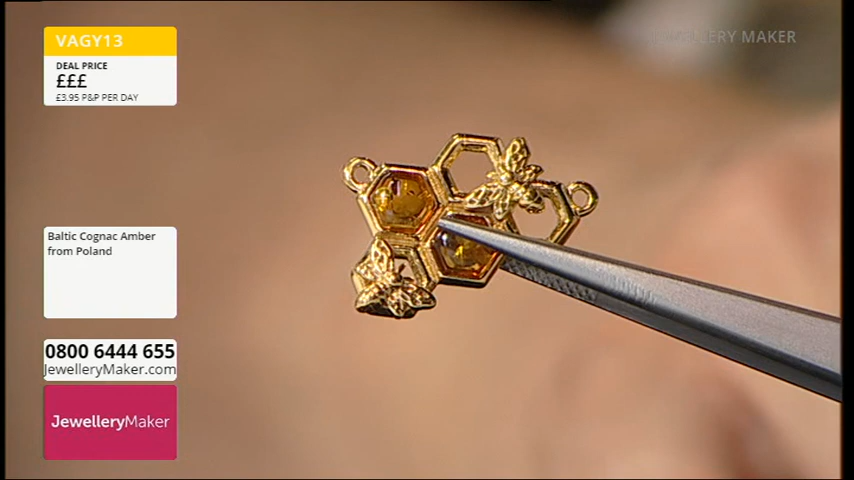 VAGY13
DEAL PRICE
£££
£3.95 P&P PER DAY
Baltic Cognac Amber
from Poland
0800 6444 655
JewelleryMaker.com
JewelleryMaker
JEWELLERY MAKER